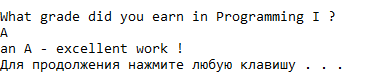 What grade did you earn in Programming I ?
A
an A - excellent work !
Для продолжения нажмите любую клавишу . . .